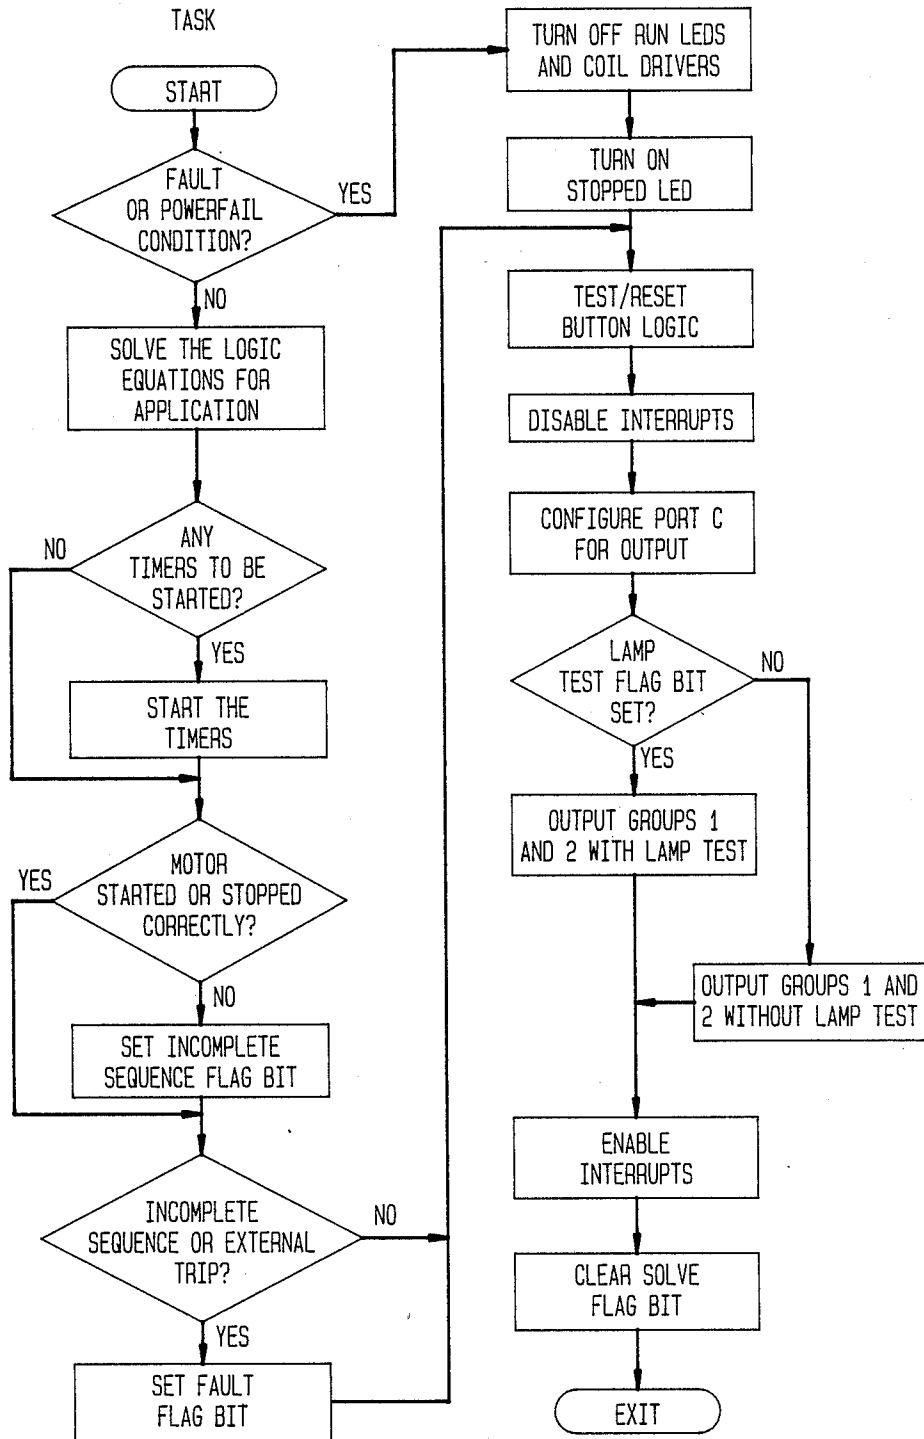 TASK
START
FAULT
OR POWERFAIL
CONDITION?
YES
NO
SOLVE THE LOGIC
EQUATIONS FOR
APPLICATION
ANY
TIMERS TO BE
STARTED?
NO
YES
START THE
TIMERS
MOTOR
STARTED OR STOPPED
CORRECTLY?
YES
NO
SET INCOMPLETE
SEQUENCE FLAG BIT
INCOMPLETE
SEQUENCE OR EXTERNAL
TRIP?
NO
YES
SET FAULT
FLAG BIT
TURN OFF RUN LEDS
AND COIL DRIVERS
TURN ON
STOPPED LED
TEST/RESET
BUTTON LOGIC
DISABLE INTERRUPTS
CONFIGURE PORT C
FOR OUTPUT
LAMP
TEST FLAG BIT
SET?
NO
YES
OUTPUT GROUPS 1
AND 2 WITH LAMP TEST
OUTPUT GROUPS 1 AND
2 WITHOUT LAMP TEST
ENABLE
INTERRUPTS
CLEAR SOLVE
FLAG BIT
EXIT